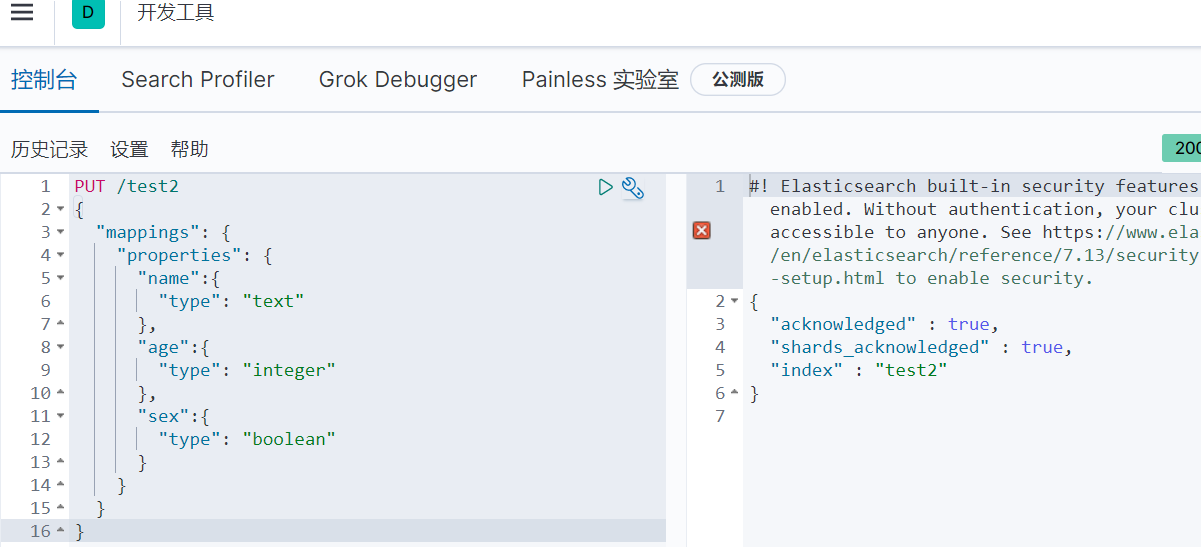 D
开发工具
控制台 Search Profiler Grok Debugger Painless 实验室 公测版
历史记录 设置 帮助
200
1 PUT /test2
2 {
3 "mappings": {
4 "properties": {
5 "name":{
6 "type": "text"
7 },
8 "age":{
9 "type": "integer"
10 },
11 "sex":{
12 "type": "boolean"
13 }
14 }
15 }
16 }
1 #! Elasticsearch built-in security features
enabled. Without authentication, your clu
accessible to anyone. See https://www.ela
/en/elasticsearch/reference/7.13/security
-setup.html to enable security.
2 {
3 "acknowledged" : true,
4 "shards_acknowledged" : true,
5 "index" : "test2"
6 }
7